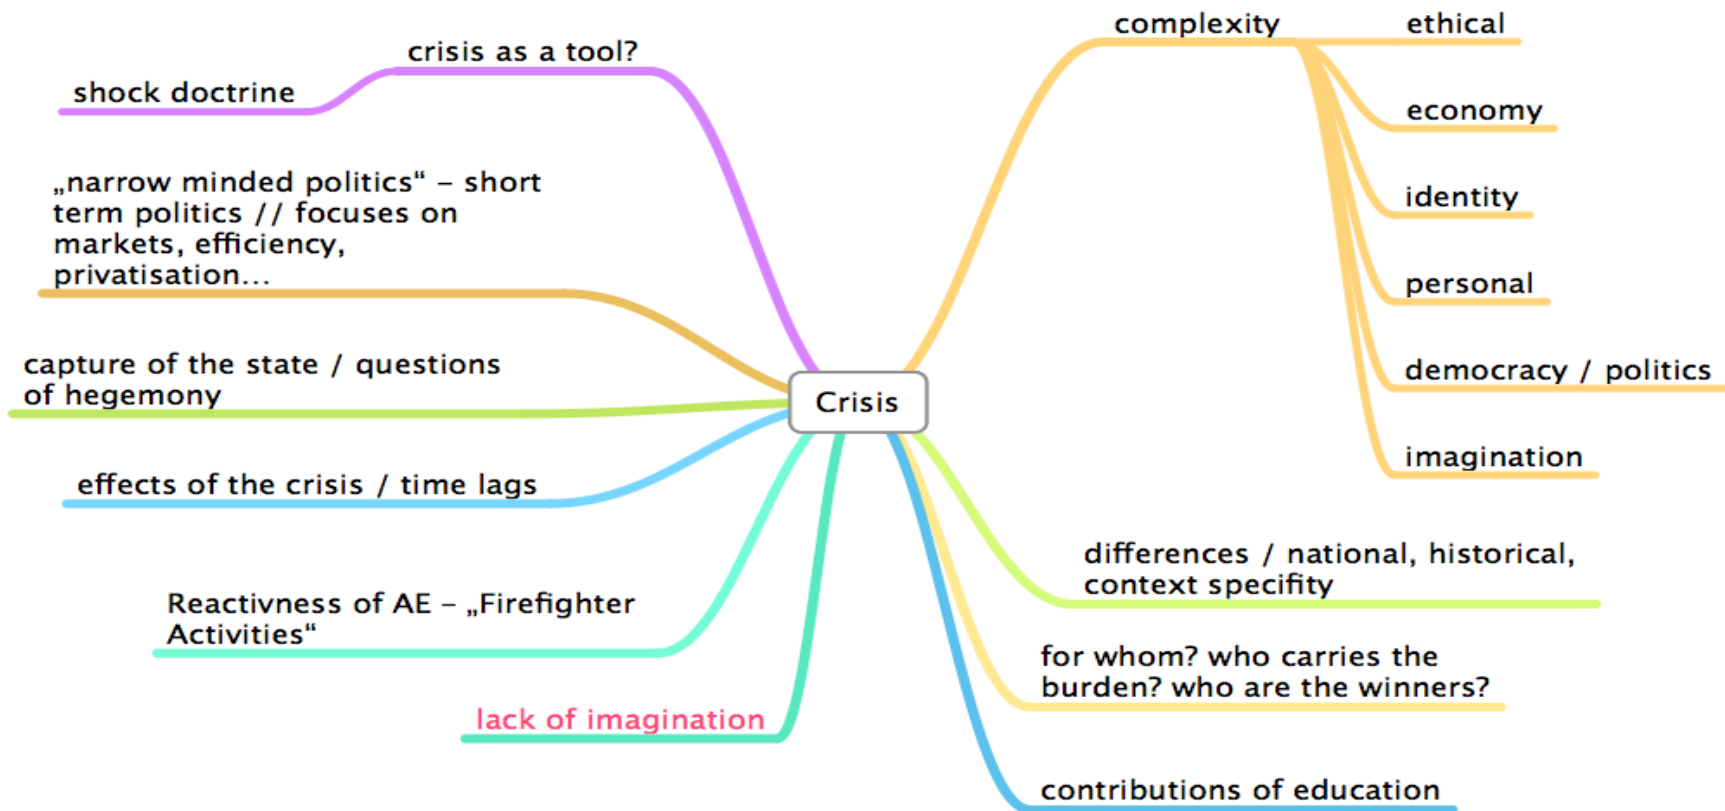 crisis as a tool?
shock doctrine
„narrow minded politics“ – short
term politics // focuses on
markets, efficiency,
privatisation...
capture of the state / questions
of hegemony
effects of the crisis / time lags
Reactivness of AE – „Firefighter
Activities“
lack of imagination
Crisis
complexity
ethical
economy
identity
personal
democracy / politics
imagination
differences / national, historical,
context specifity
for whom? who carries the
burden? who are the winners?
contributions of education